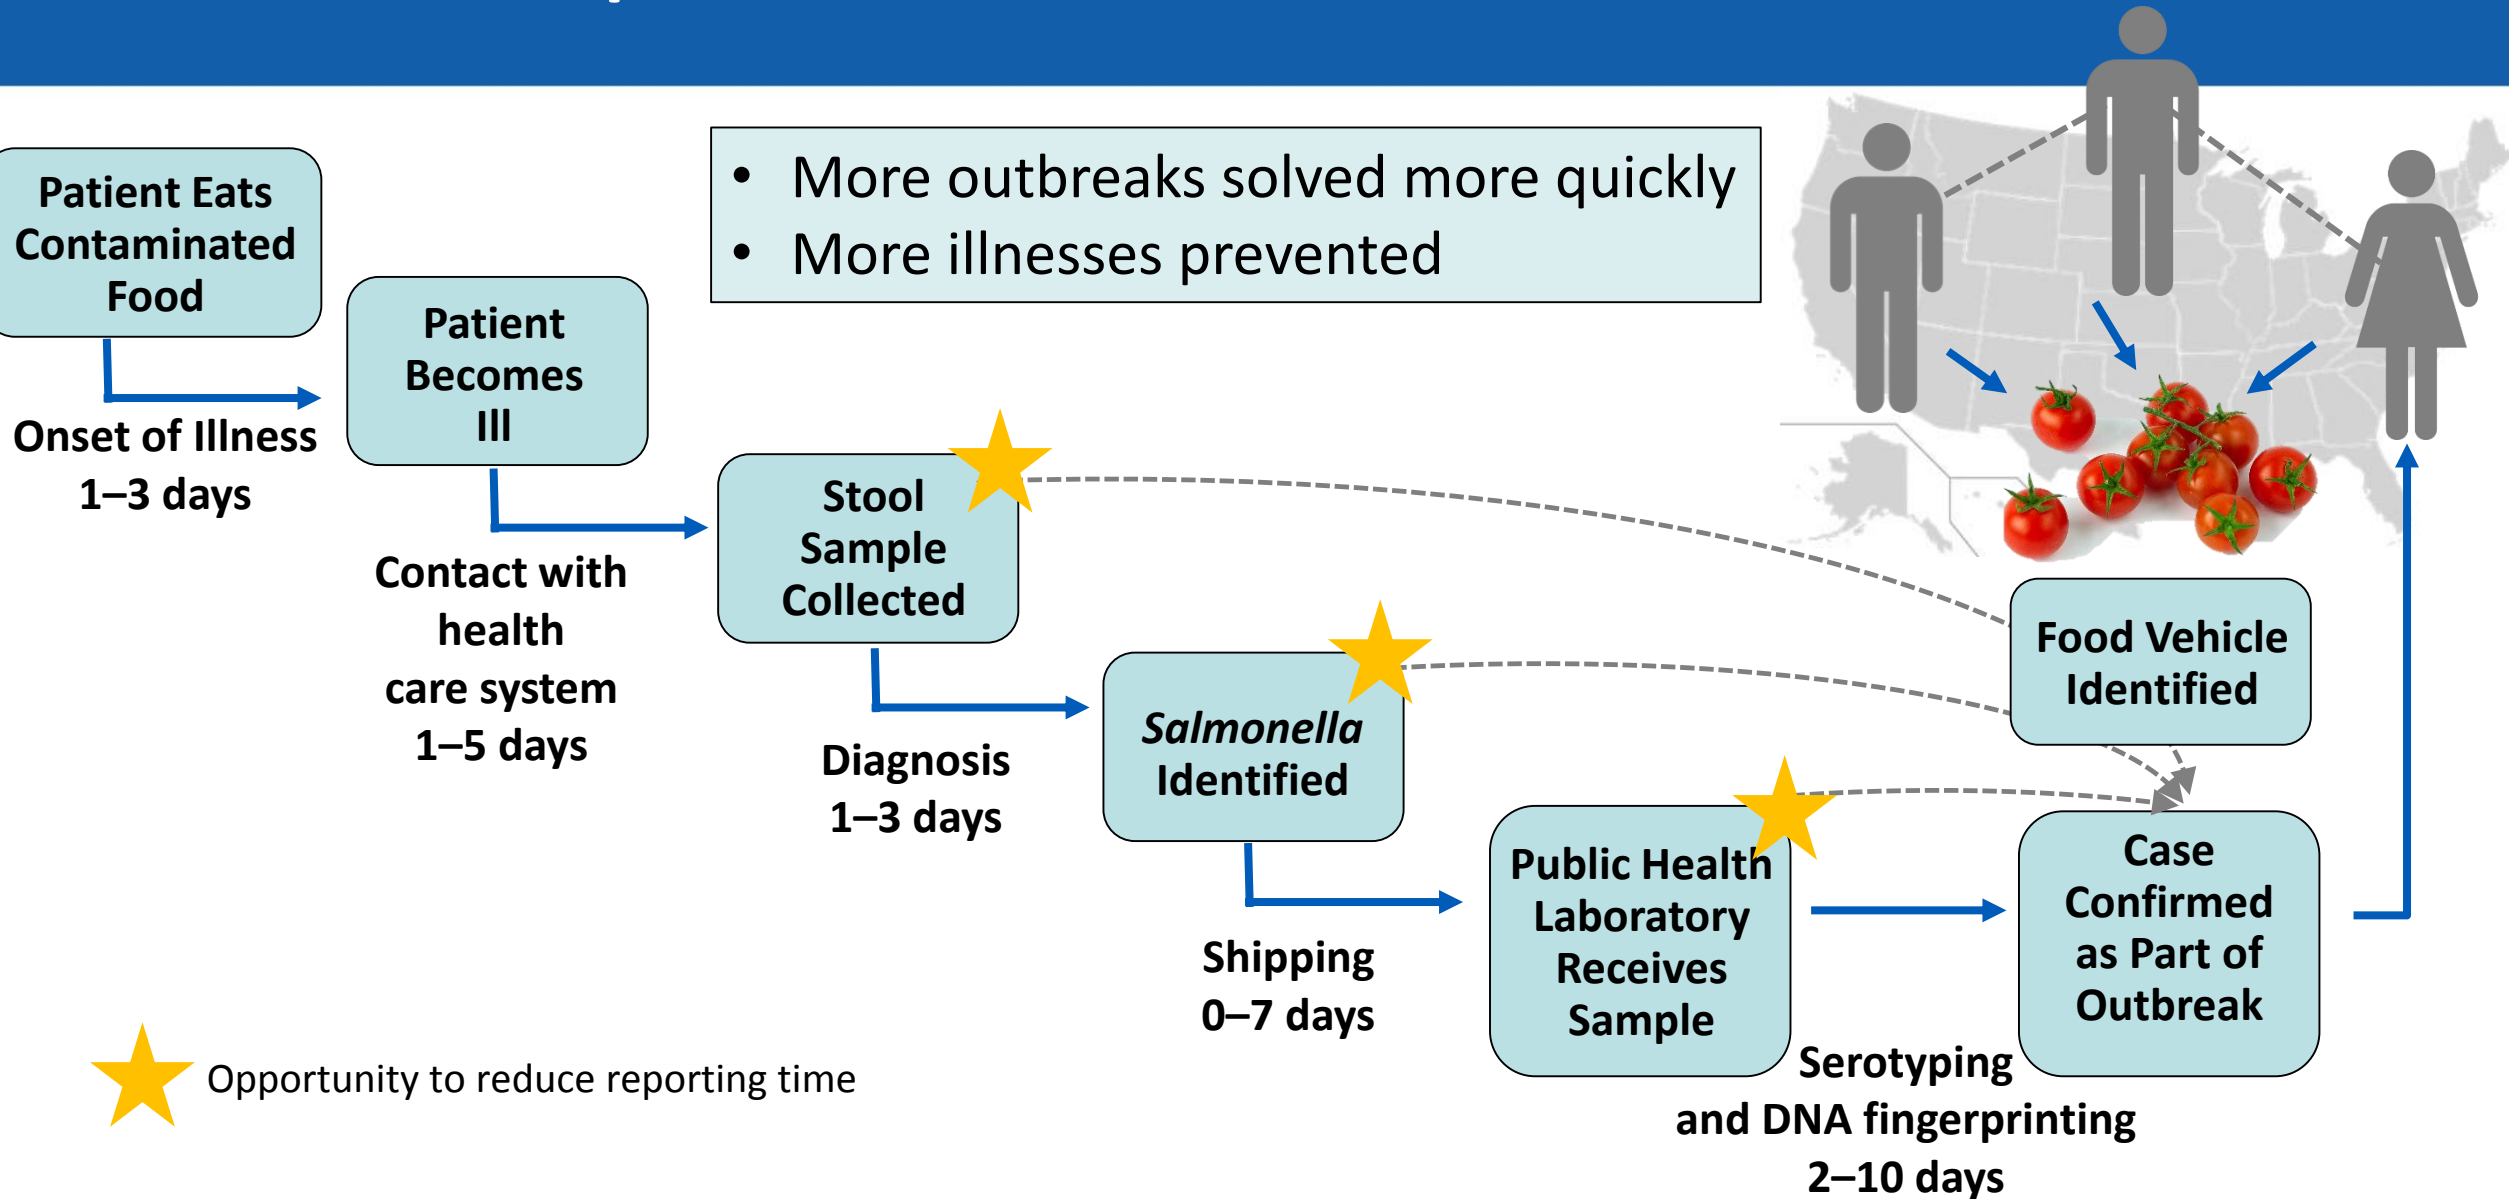 Patient Eats
Contaminated
Food
Onset of Illness
1–3 days
Patient
Becomes
Ill
Contact with
health
care system
1–5 days
• More outbreaks solved more quickly
• More illnesses prevented
Stool
Sample
Collected
Diagnosis
1–3 days
Salmonella
Identified
Shipping
0–7 days
Public Health
Laboratory
Receives
Sample
Serotyping
and DNA fingerprinting
2–10 days
Case
Confirmed
as Part of
Outbreak
Food Vehicle
Identified
Opportunity to reduce reporting time